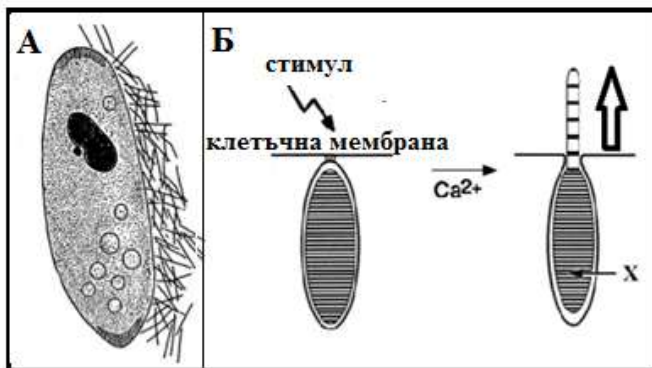 А
Б
стимул
клетъчна мембрана
Ca2+
X